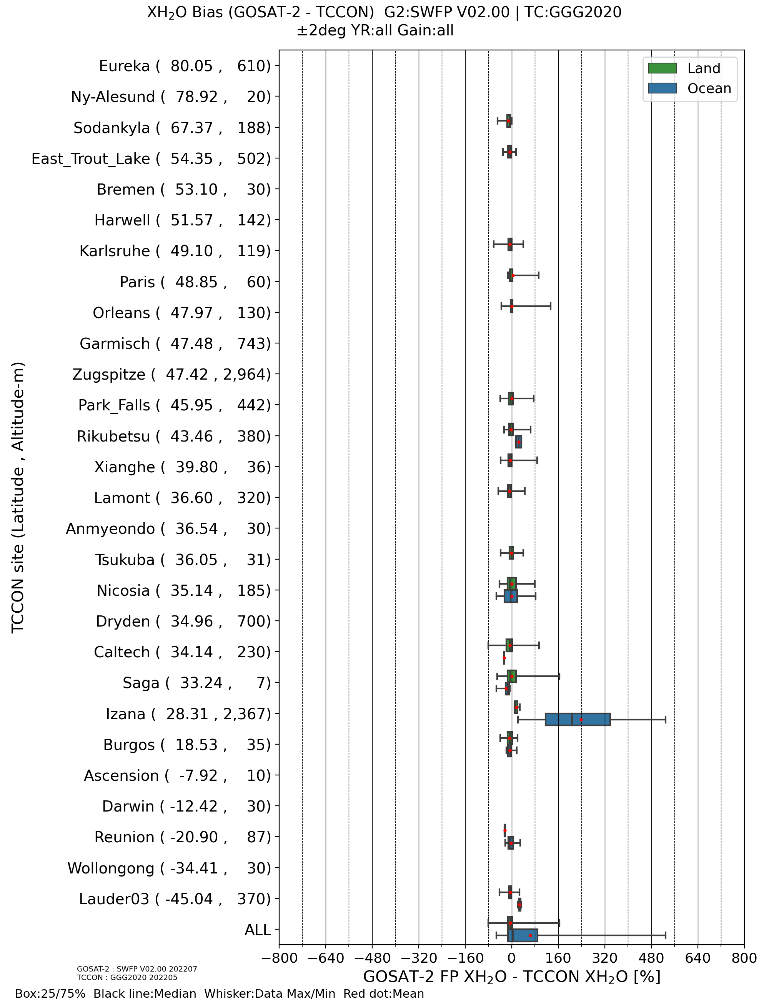 XH₂O Bias (GOSAT-2 - TCCON)  G2:SWFP V02.00 | TC:GGG2020
±2deg YR:all Gain:all
Land
Ocean
TCCON site (Latitude , Altitude-m)
Eureka (  80.05 ,   610)
Ny-Alesund (  78.92 ,    20)
Sodankyla (  67.37 ,   188)
East_Trout_Lake (  54.35 ,   502)
Bremen (  53.10 ,    30)
Harwell (  51.57 ,   142)
Karlsruhe (  49.10 ,   119)
Paris (  48.85 ,    60)
Orleans (  47.97 ,   130)
Garmisch (  47.48 ,   743)
Zugspitze (  47.42 , 2,964)
Park_Falls (  45.95 ,   442)
Rikubetsu (  43.46 ,   380)
Xianghe (  39.80 ,    36)
Lamont (  36.60 ,   320)
Anmyeondo (  36.54 ,    30)
Tsukuba (  36.05 ,    31)
Nicosia (  35.14 ,   185)
Dryden (  34.96 ,   700)
Caltech (  34.14 ,   230)
Saga (  33.24 ,     7)
Izana (  28.31 , 2,367)
Burgos (  18.53 ,    35)
Ascension (  -7.92 ,    10)
Darwin ( -12.42 ,    30)
Reunion ( -20.90 ,    87)
Wollongong ( -34.41 ,    30)
Lauder03 ( -45.04 ,   370)
ALL
−800 −640 −480 −320 −160 0 160 320 480 640 800
GOSAT-2 FP XH₂O - TCCON XH₂O [%]
GOSAT-2 : SWFP V02.00 202207
TCCON : GGG2020 202205
Box:25/75%  Black line:Median  Whisker:Data Max/Min  Red dot:Mean